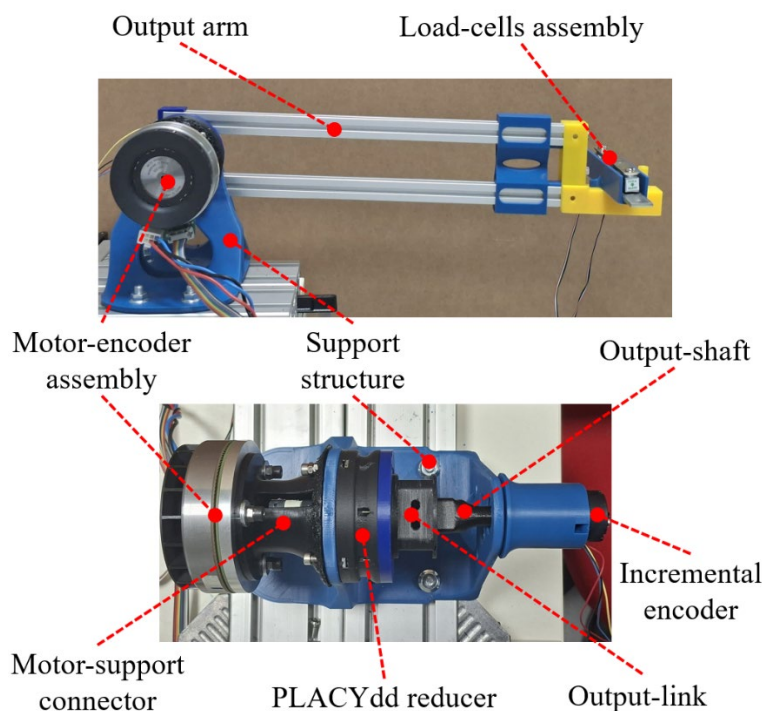 Output arm
Load-cells assembly
Motor-encoder
assembly
Support
structure
Output-shaft
Incremental
encoder
Motor-support
connector
PLACYdd reducer
Output-link